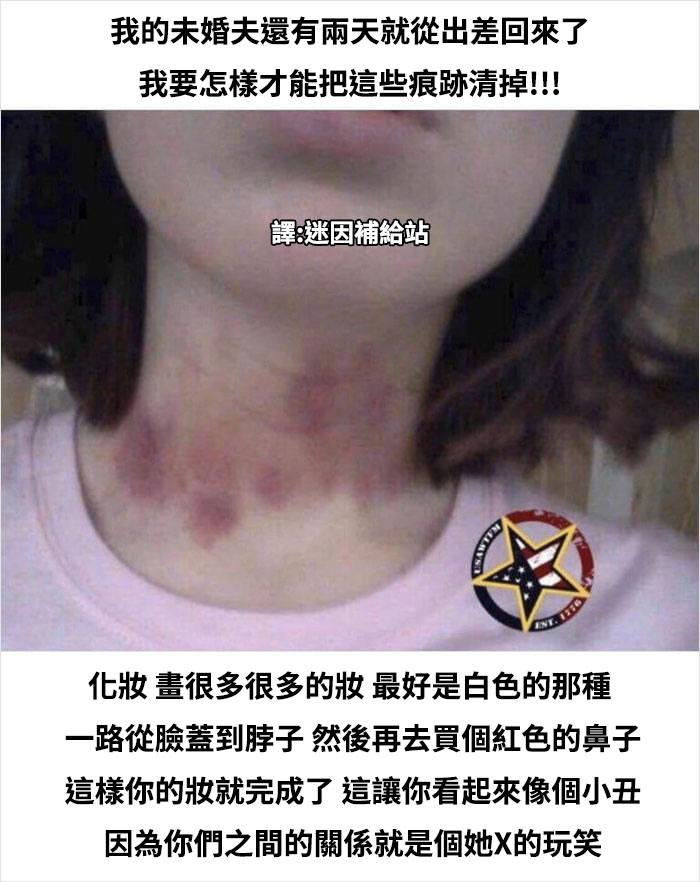 我的未婚夫還有兩天就從出差回來了
我要怎樣才能把這些痕跡清掉!!!
譯:迷因補給站
USAWTFM
EST. 1776
化妝 畫很多很多的妝 最好是白色的那種
一路從臉蓋到脖子 然後再去買個紅色的鼻子
這樣你的妝就完成了 這讓你看起來像個小丑
因為你們之間的關係就是個她X的玩笑